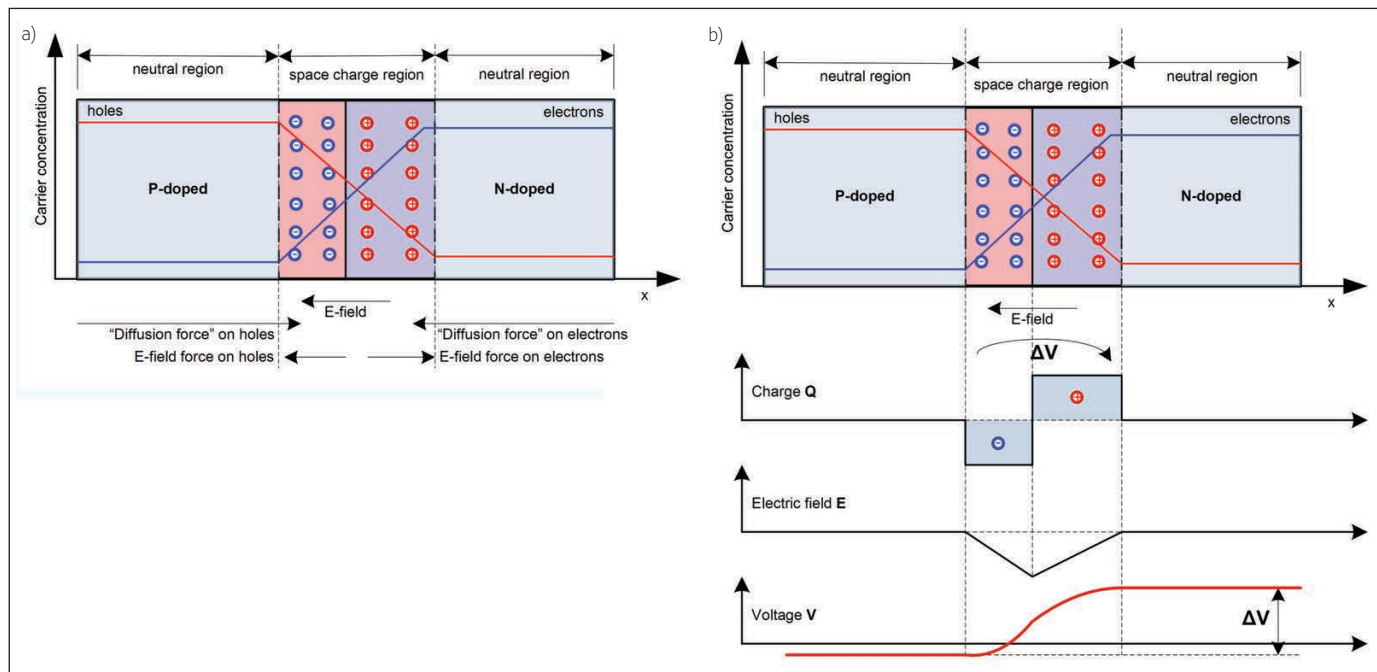 a)
neutral region
space charge region
neutral region
Carrier concentration
holes
electrons
P-doped
N-doped
x
E-field
"Diffusion force" on holes
"Diffusion force" on electrons
E-field force on holes
E-field force on electrons
b)
neutral region
space charge region
neutral region
Carrier concentration
holes
electrons
P-doped
N-doped
x
E-field
ΔV
Charge Q
Electric field E
Voltage V
ΔV